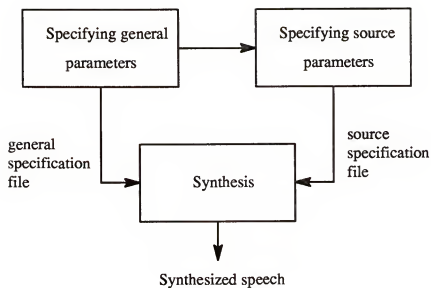 Specifying general
parameters
Specifying source
parameters
general
specification
file
source
specification
file
Synthesis
Synthesized speech